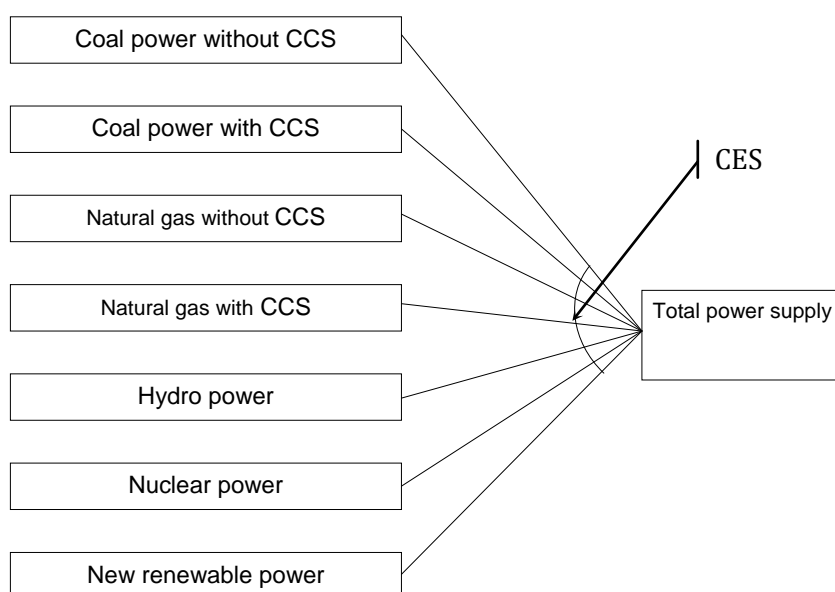 Coal power without CCS
Coal power with CCS
CES
Natural gas without CCS
Natural gas with CCS
Total power supply
Hydro power
Nuclear power
New renewable power